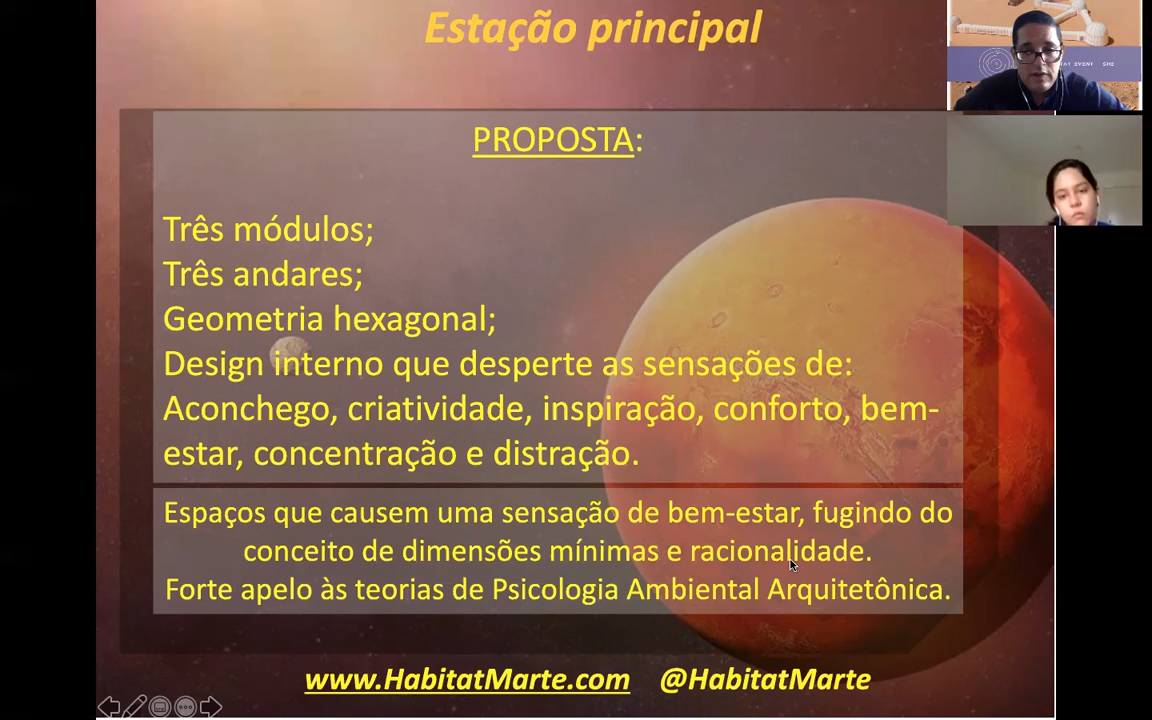 Estação principal
PROPOSTA:
Três módulos;
Três andares;
Geometria hexagonal;
Design interno que desperte as sensações de:
Aconchego, criatividade, inspiração, conforto, bem-
estar, concentração e distração.
Espaços que causem uma sensação de bem-estar, fugindo do
conceito de dimensões mínimas e racionalidade.
Forte apelo às teorias de Psicologia Ambiental Arquitetônica.
www.HabitatMarte.com @HabitatMarte